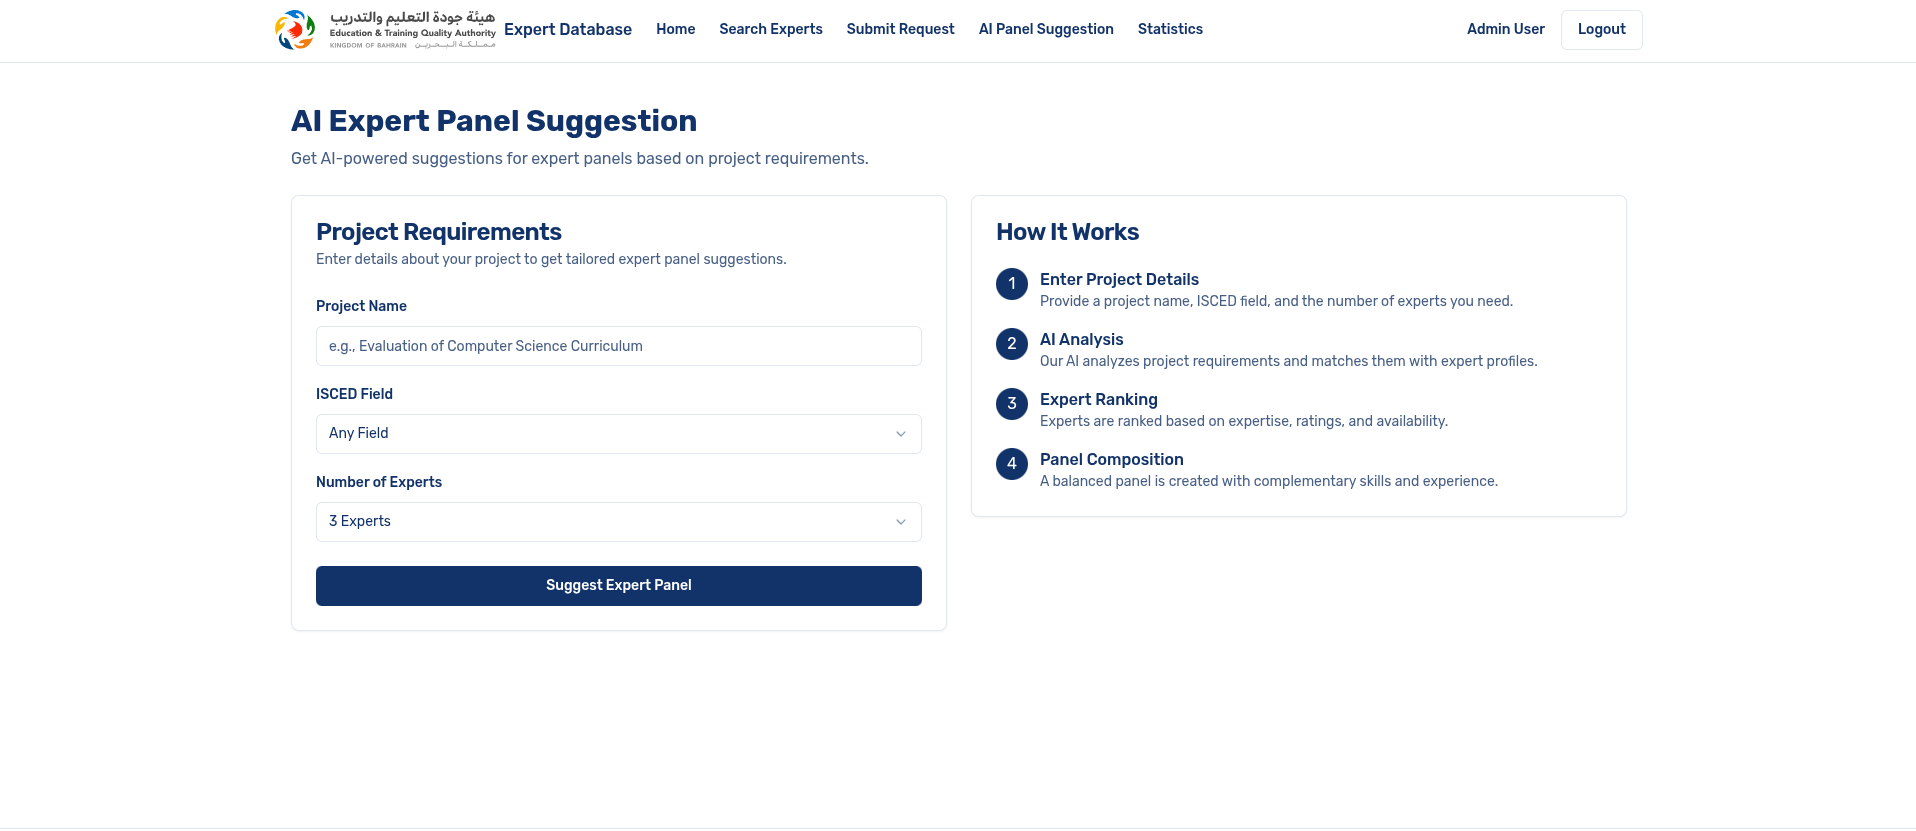 هيئة جودة التعليم والتدريب
Education & Training Quality Authority
KINGDOM OF BAHRAIN مـمـلـكـة الـبـحـريـن
Expert Database
Home
Search Experts
Submit Request
AI Panel Suggestion
Statistics
Admin User
Logout
AI Expert Panel Suggestion
Get AI-powered suggestions for expert panels based on project requirements.
Project Requirements
Enter details about your project to get tailored expert panel suggestions.
Project Name
e.g., Evaluation of Computer Science Curriculum
ISCED Field
Any Field
Number of Experts
3 Experts
Suggest Expert Panel
How It Works
1
Enter Project Details
Provide a project name, ISCED field, and the number of experts you need.
2
AI Analysis
Our AI analyzes project requirements and matches them with expert profiles.
3
Expert Ranking
Experts are ranked based on expertise, ratings, and availability.
4
Panel Composition
A balanced panel is created with complementary skills and experience.